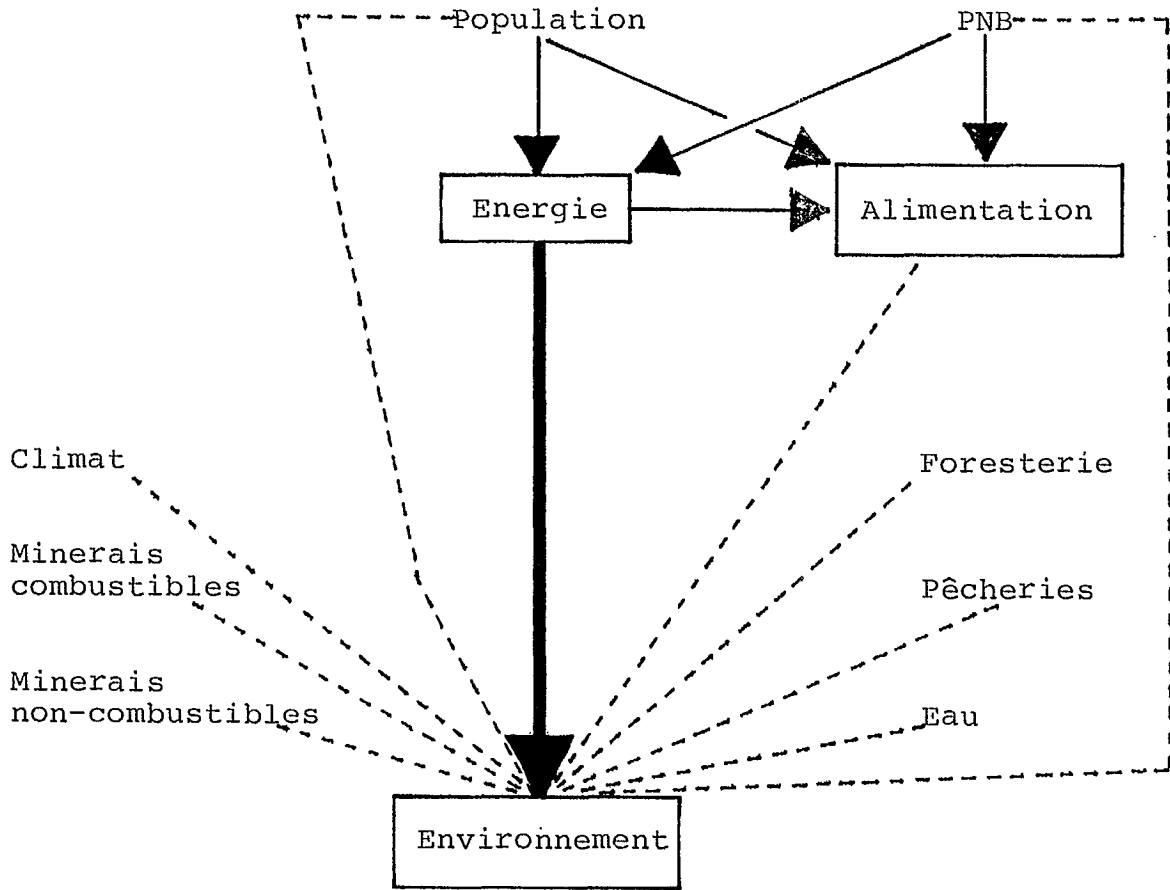 Population
PNB
Energie
Alimentation
Climat
Foresterie
Minerais
combustibles
Pêcheries
Minerais
non-combustibles
Eau
Environnement